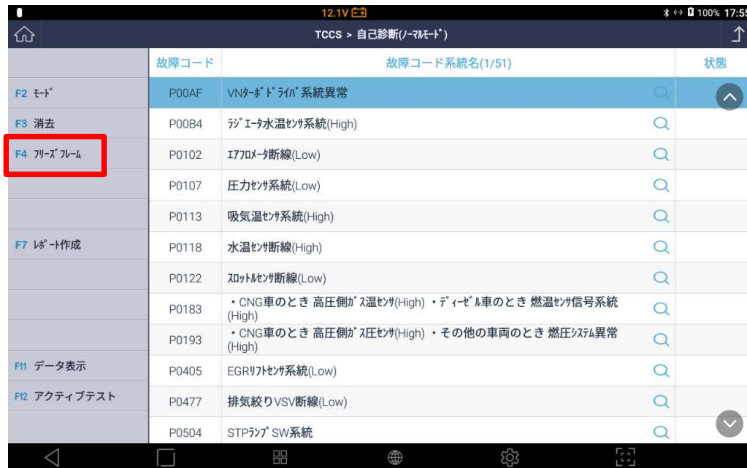 12.1V
100% 17:55
TCCS > 自己診断(ﾉｰﾏﾙﾓｰﾄﾞ)
故障コード 故障コード系統名(1/51) 状態
F2 ﾓｰﾄﾞ
P00AF VNﾀｰﾎﾞﾄﾞﾗｲﾊﾞ系統異常
F3 消去
P00B4 ﾗｼﾞｴｰﾀ水温ｾﾝｻ系統(High)
F4 ﾌﾘｰｽﾞﾌﾚｰﾑ
P0102 ｴｱﾌﾛﾒｰﾀ断線(Low)
P0107 圧力ｾﾝｻ系統(Low)
P0113 吸気温ｾﾝｻ系統(High)
F7 ﾚﾎﾟｰﾄ作成
P0118 水温ｾﾝｻ断線(High)
P0122 ｽﾛｯﾄﾙｾﾝｻ断線(Low)
P0183 ・CNG車のとき 高圧側ｶﾞｽ温ｾﾝｻ(High) ・ﾃﾞｨｰｾﾞﾙ車のとき 燃温ｾﾝｻ信号系統
(High)
P0193 ・CNG車のとき 高圧側ｶﾞｽ圧ｾﾝｻ(High) ・その他の車両のとき 燃圧ｼｽﾃﾑ異常
(High)
F11 データ表示
P0405 EGRﾘﾌﾄｾﾝｻ系統(Low)
F12 アクティブテスト
P0477 排気絞りVSV断線(Low)
P0504 STPﾗﾝﾌﾟSW系統